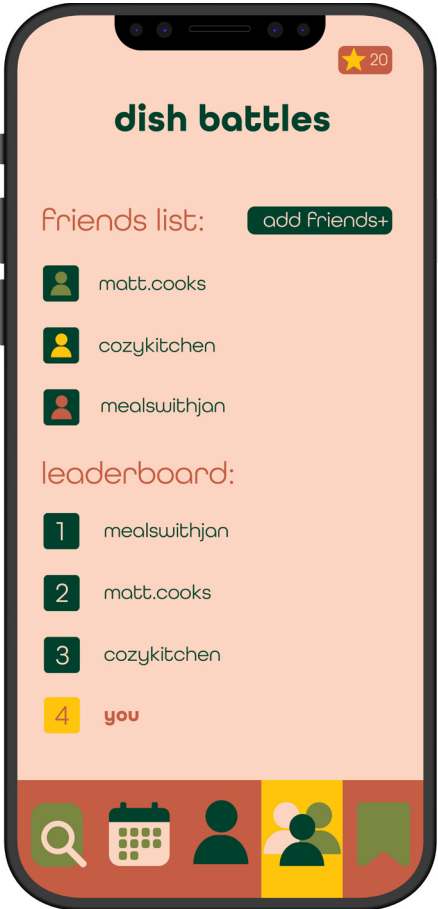 20
dish battles
friends list:
add friends+
matt.cooks
cozykitchen
mealswithjan
leaderboard:
1 mealswithjan
2 matt.cooks
3 cozykitchen
4 you